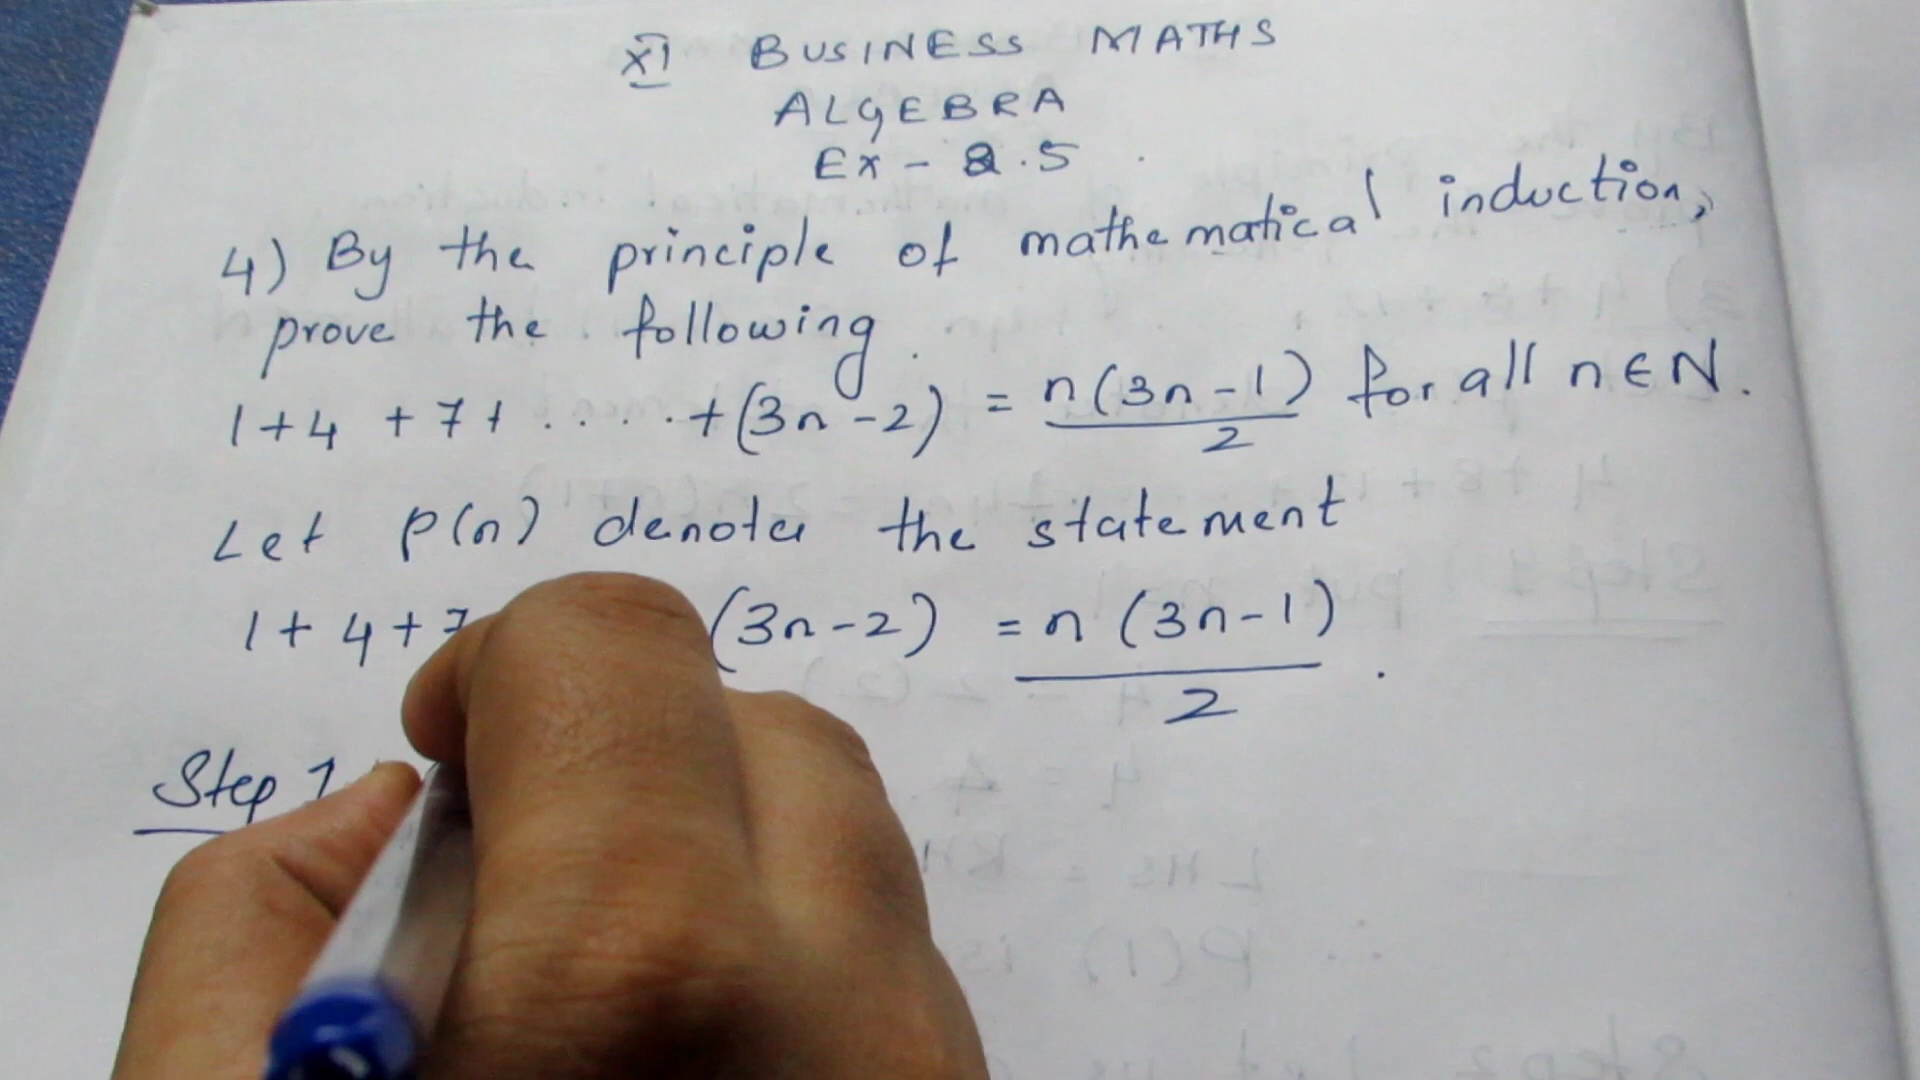 XI BUSINESS MATHS
ALGEBRA
Ex - 2.5
4) By the principle of mathematical induction,
prove the following.
1 + 4 + 7 + ..... + (3n - 2) = n(3n - 1)/2 for all n ∈ N.
Let P(n) denote the statement
1 + 4 + 7 (3n - 2) = n (3n - 1)/2 .
Step 1